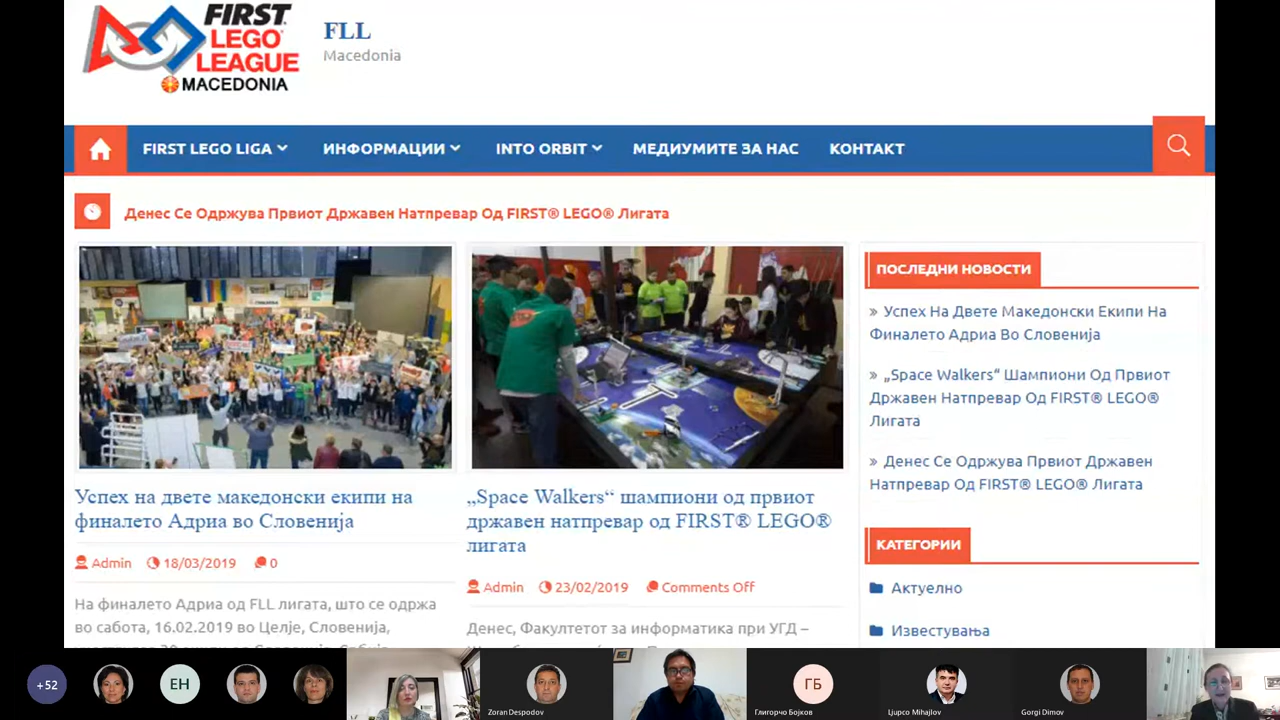 FIRST
LEGO
LEAGUE
MACEDONIA
FLL
Macedonia
FIRST LEGO LIGA
ИНФОРМАЦИИ
INTO ORBIT
МЕДИУМИТЕ ЗА НАС
КОНТАКТ
Денес Се Одржува Првиот Државен Натпревар Од FIRST® LEGO® Лигата
Успех на двете македонски екипи на
финалето Адриа во Словенија
Admin 18/03/2019 0
На финалето Адриа од FLL лигата, што се одржа
во сабота, 16.02.2019 во Цеље, Словенија,
„Space Walkers“ шампиони од првиот
државен натпревар од FIRST® LEGO®
лигата
Admin 23/02/2019 Comments Off
Денес, Факултетот за информатика при УГД –
ПОСЛЕДНИ НОВОСТИ
» Успех На Двете Македонски Екипи На
Финалето Адриа Во Словенија
» „Space Walkers“ Шампиони Од Првиот
Државен Натпревар Од FIRST® LEGO®
Лигата
» Денес Се Одржува Првиот Државен
Натпревар Од FIRST® LEGO® Лигата
КАТЕГОРИИ
Актуелно
Известувања
+52
ЕН
Zoran Despodov
ГБ
Глигорчо Бојков
Ljupco Mihajlov
Gorgi Dimov